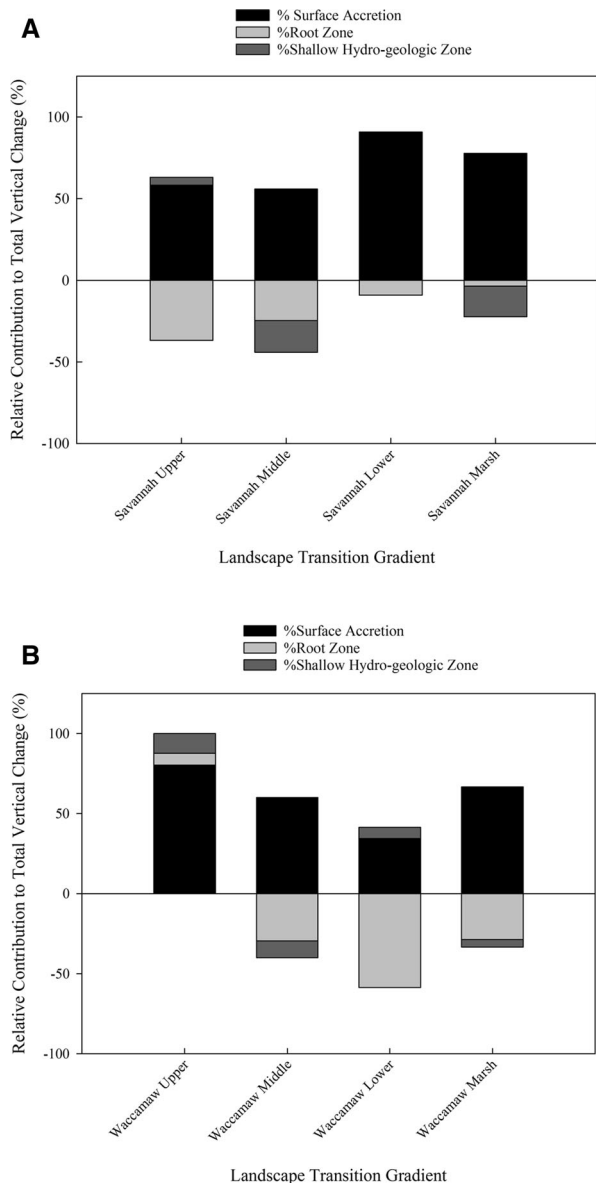 A
% Surface Accretion
%Root Zone
%Shallow Hydro-geologic Zone
Relative Contribution to Total Vertical Change (%)
100
50
0
-50
-100
Savannah Upper
Savannah Middle
Savannah Lower
Savannah Marsh
Landscape Transition Gradient
B
%Surface Accretion
%Root Zone
%Shallow Hydro-geologic Zone
Relative Contribution to Total Vertical Change (%)
100
50
0
-50
-100
Waccamaw Upper
Waccamaw Middle
Waccamaw Lower
Waccamaw Marsh
Landscape Transition Gradient